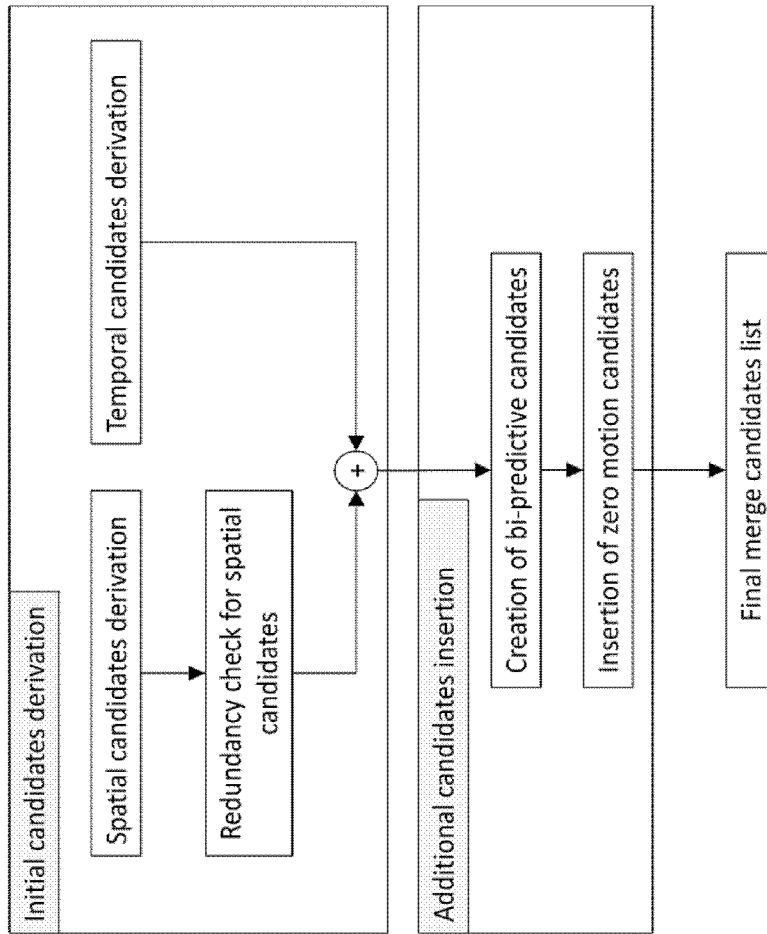 Initial candidates derivation
Spatial candidates derivation
Temporal candidates derivation
Redundancy check for spatial
candidates
+
Additional candidates insertion
Creation of bi-predictive candidates
Insertion of zero motion candidates
Final merge candidates list